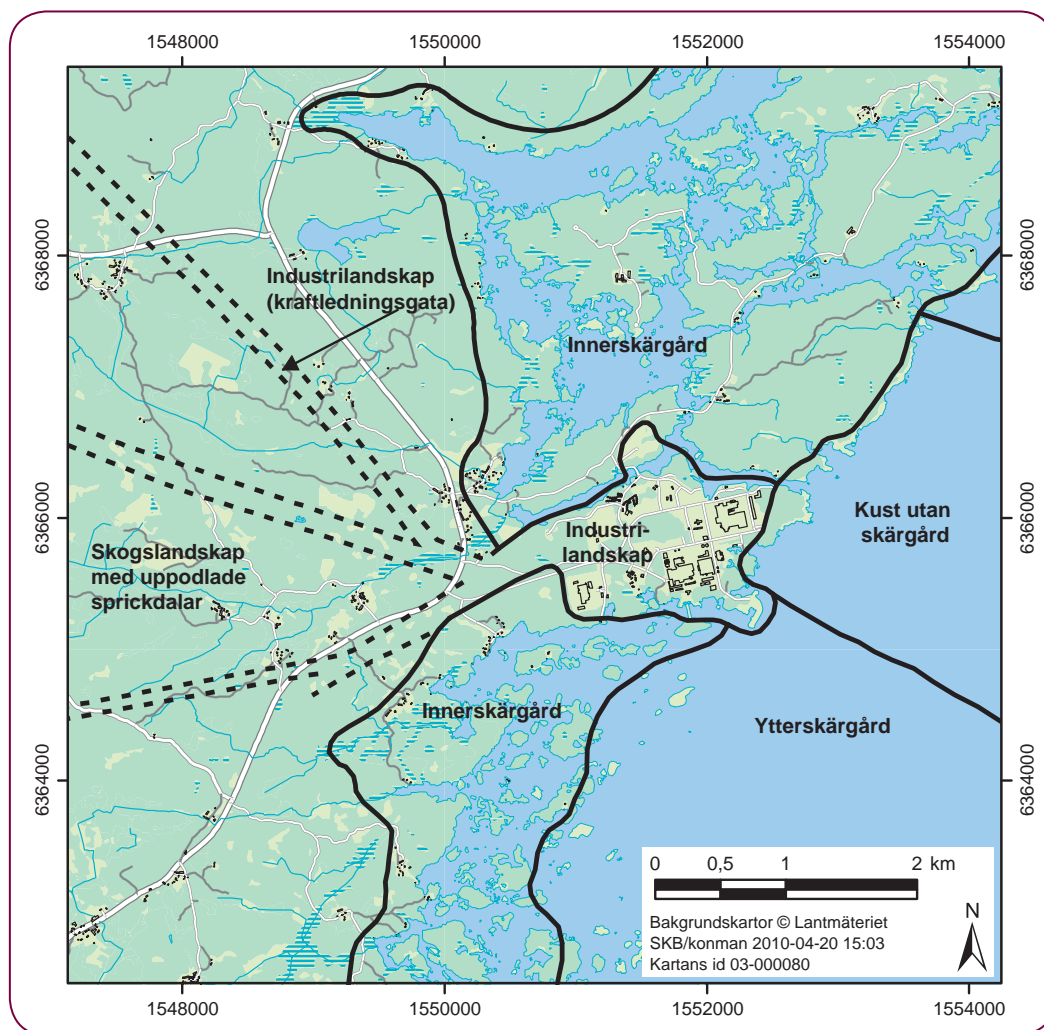 1548000
1550000
1552000
1554000
6368000
6368000
Industrilandskap
(kraftledningsgata)
Innerskärgård
6366000
6366000
Industri-
landskap
Kust utan
skärgård
Skogslandskap
med uppodlade
sprickdalar
Innerskärgård
Ytterskärgård
6364000
6364000
0 0,5 1 2 km
Bakgrundskartor © Lantmäteriet
SKB/konman 2010-04-20 15:03
Kartans id 03-000080
N
1548000
1550000
1552000
1554000